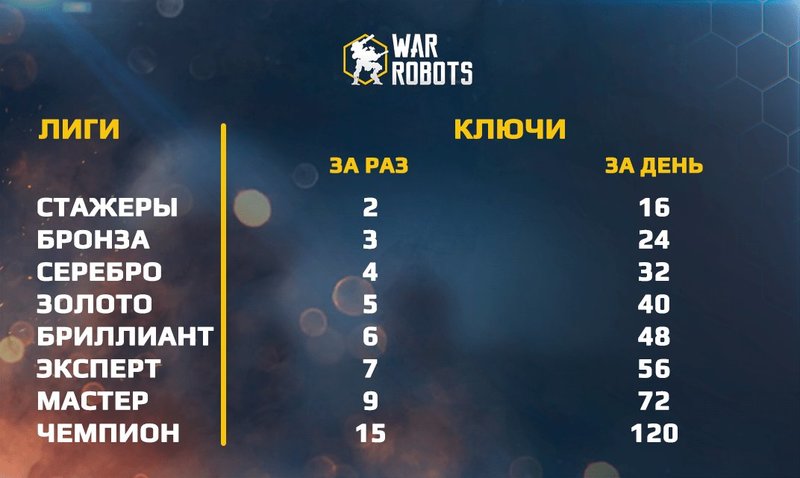 WAR
ROBOTS
ЛИГИ КЛЮЧИ
ЗА РАЗ ЗА ДЕНЬ
СТАЖЕРЫ 2 16
БРОНЗА 3 24
СЕРЕБРО 4 32
ЗОЛОТО 5 40
БРИЛЛИАНТ 6 48
ЭКСПЕРТ 7 56
МАСТЕР 9 72
ЧЕМПИОН 15 120